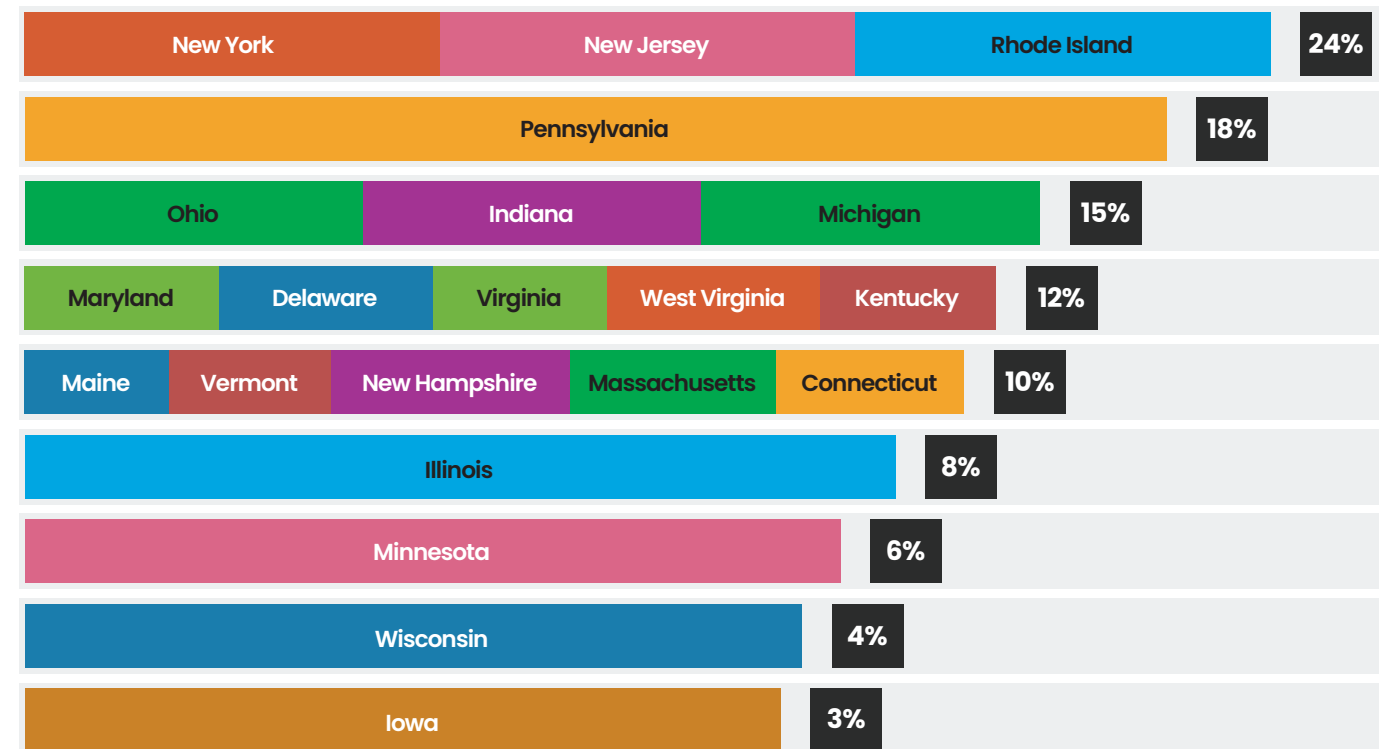 New York New Jersey Rhode Island 24%
Pennsylvania 18%
Ohio Indiana Michigan 15%
Maryland Delaware Virginia West Virginia Kentucky 12%
Maine Vermont New Hampshire Massachusetts Connecticut 10%
Illinois 8%
Minnesota 6%
Wisconsin 4%
Iowa 3%